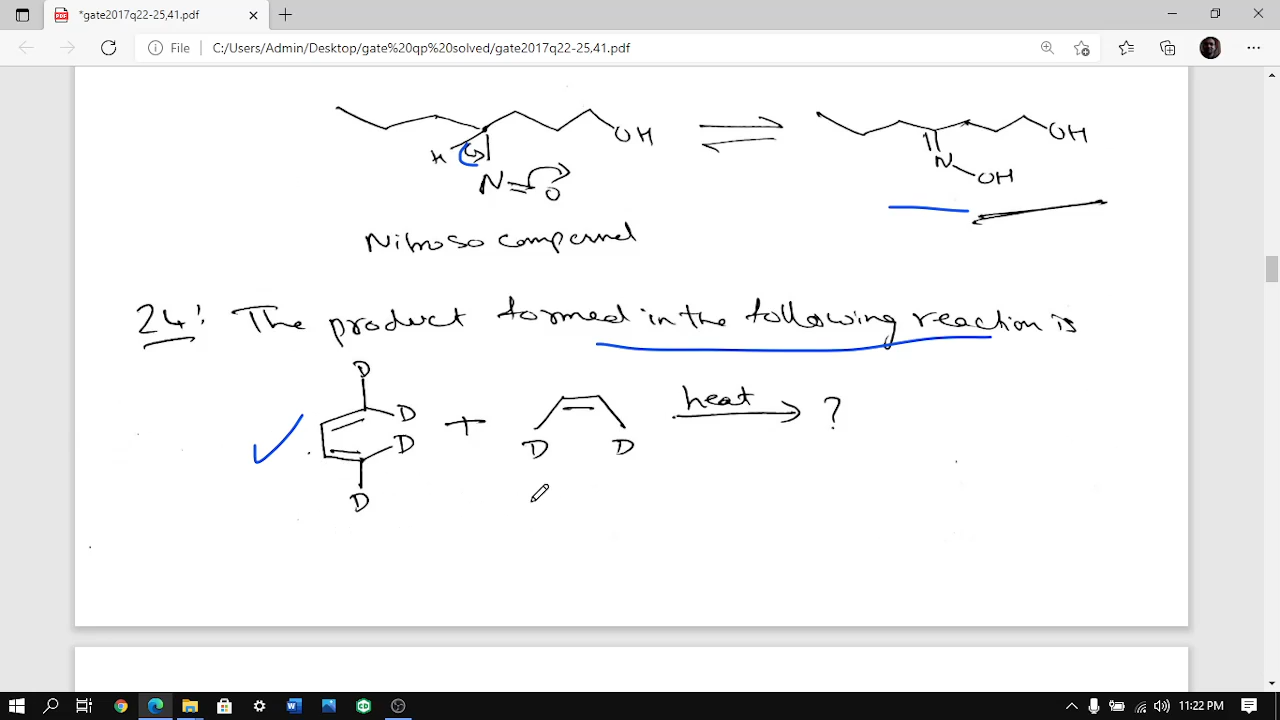 *gate2017q22-25,41.pdf
File C:/Users/Admin/Desktop/gate%20qp%20solved/gate2017q22-25,41.pdf
OH
OH
H
N
N=O
OH
Nitroso compound
24: The product formed in the following reaction is
D
heat
D + ?
D
D D
D
11:22 PM